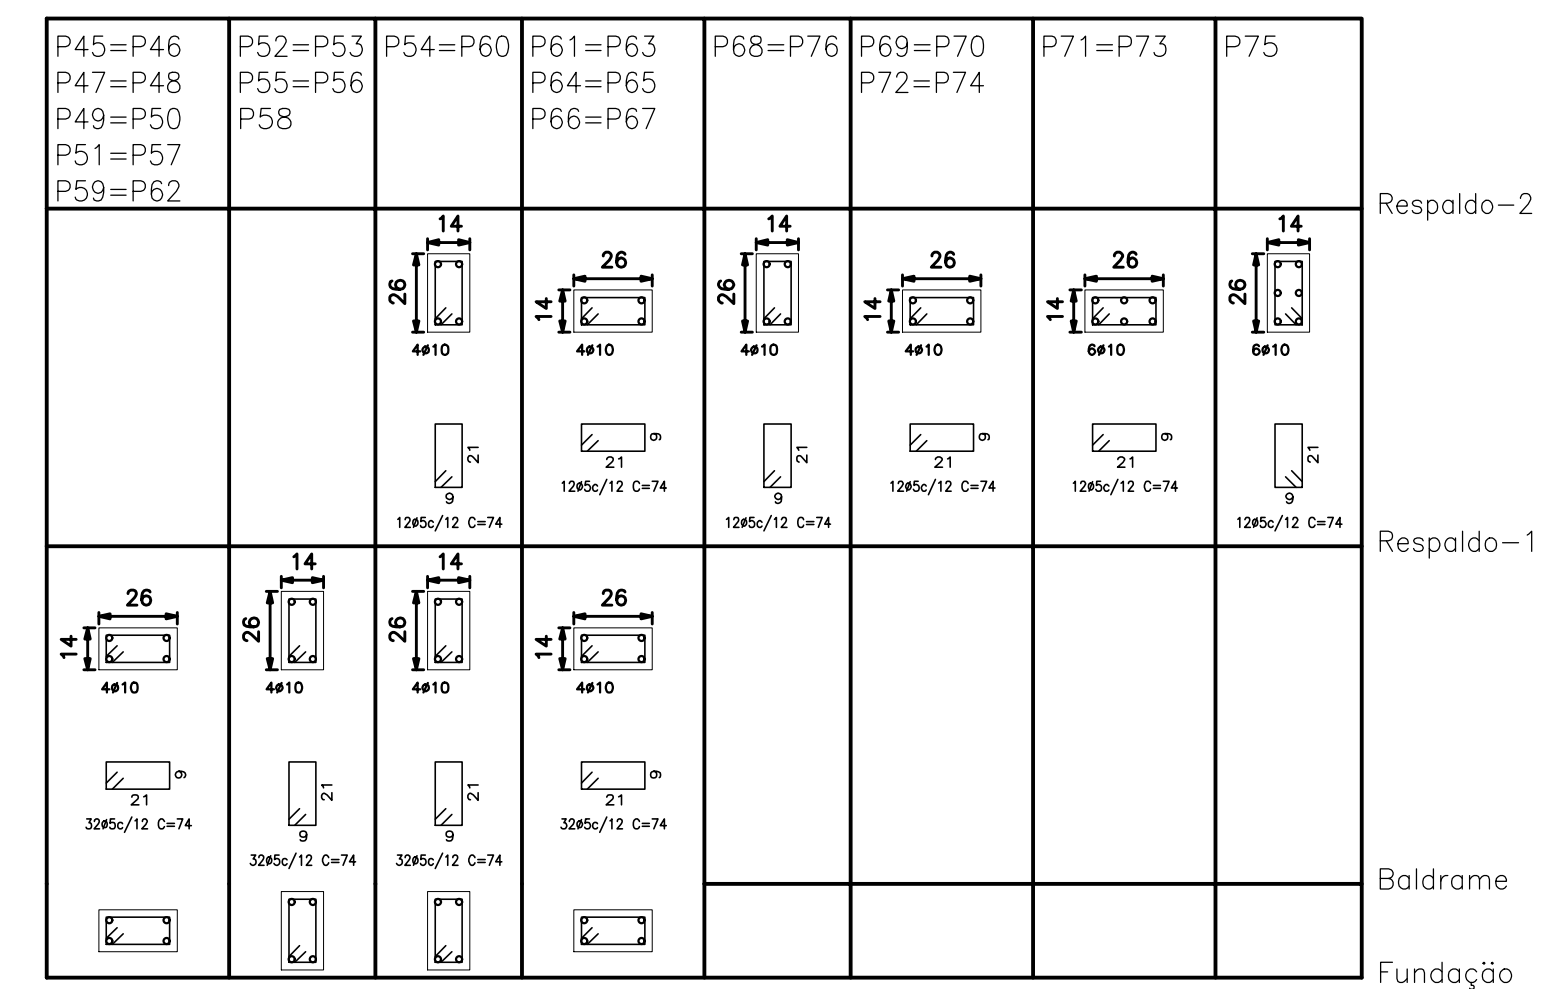 P45=P46
P47=P48
P49=P50
P51=P57
P59=P62
P52=P53
P55=P56
P58
P54=P60
P61=P63
P64=P65
P66=P67
P68=P76
P69=P70
P72=P74
P71=P73
P75
Respaldo-2
14
26
4ø10
21
9
12ø5c/12 C=74
26
14
4ø10
9
21
12ø5c/12 C=74
14
26
4ø10
21
9
12ø5c/12 C=74
26
14
4ø10
9
21
12ø5c/12 C=74
26
14
6ø10
9
21
12ø5c/12 C=74
14
26
6ø10
21
9
12ø5c/12 C=74
Respaldo-1
26
14
4ø10
9
21
32ø5c/12 C=74
14
26
4ø10
21
9
32ø5c/12 C=74
14
26
4ø10
21
9
32ø5c/12 C=74
26
14
4ø10
9
21
32ø5c/12 C=74
Baldrame
Fundação